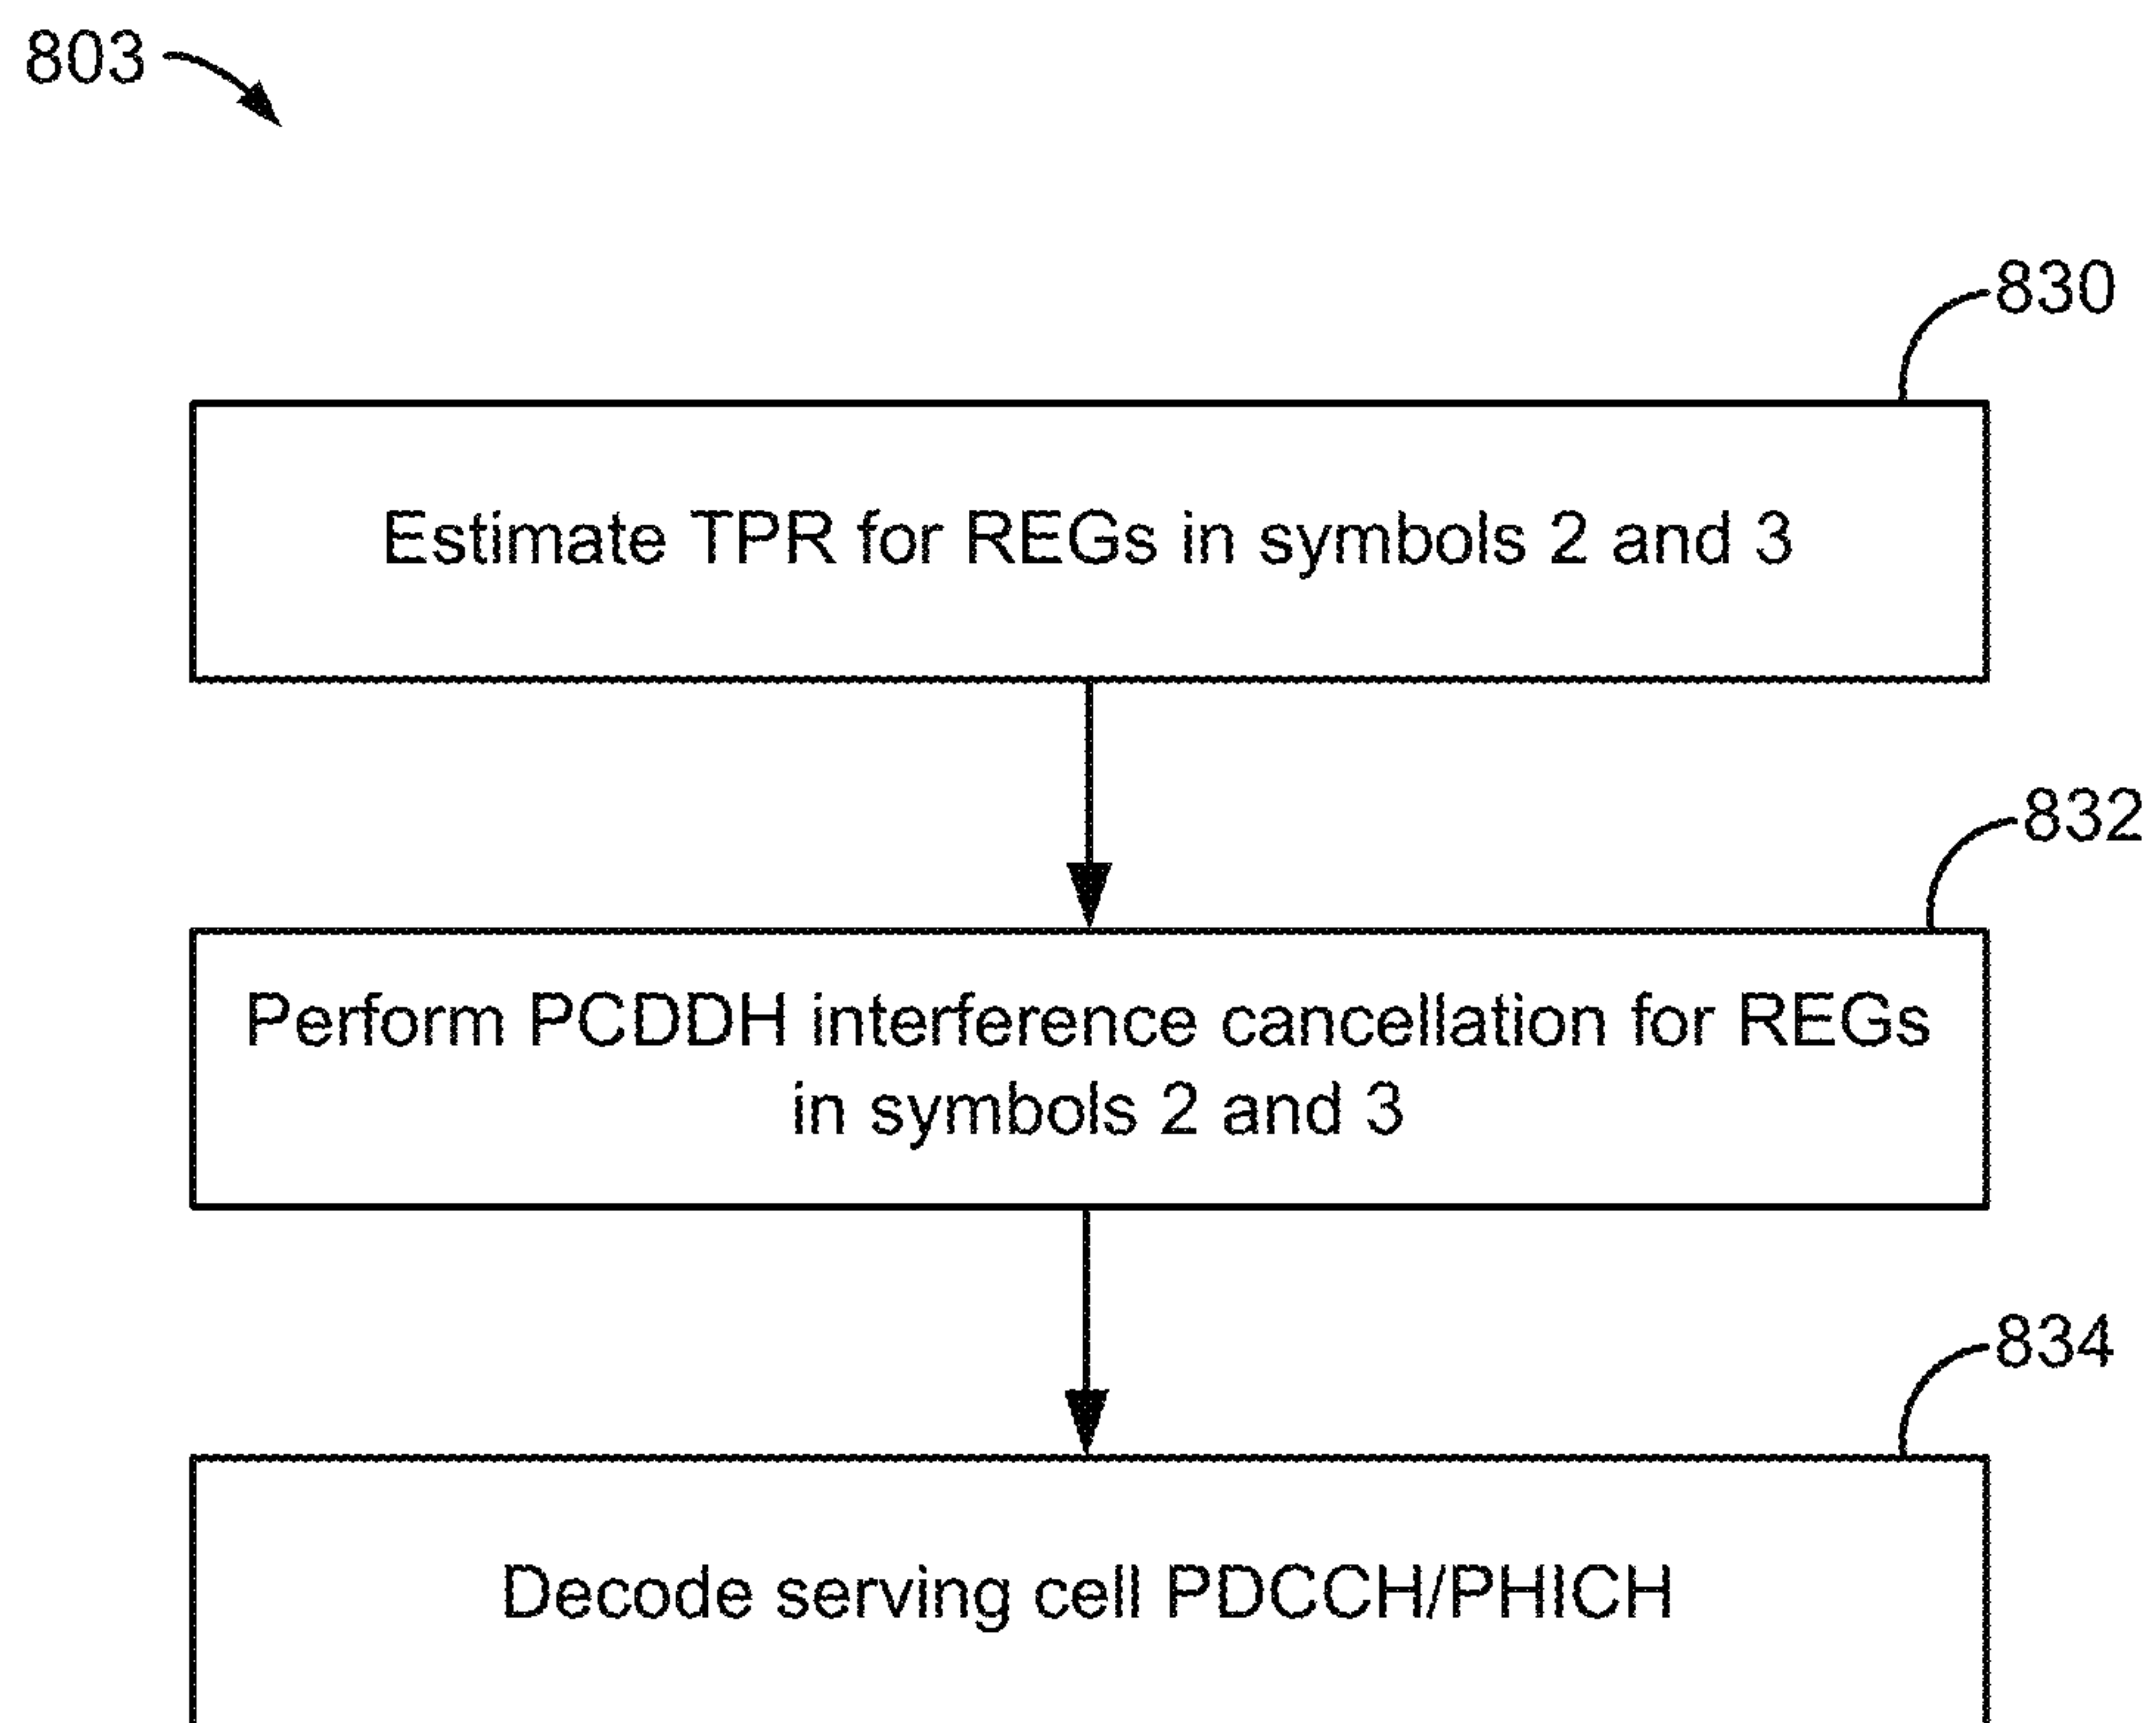 803
830
Estimate TPR for REGs in symbols 2 and 3
832
Perform PCDDH interference cancellation for REGs
in symbols 2 and 3
834
Decode serving cell PDCCH/PHICH